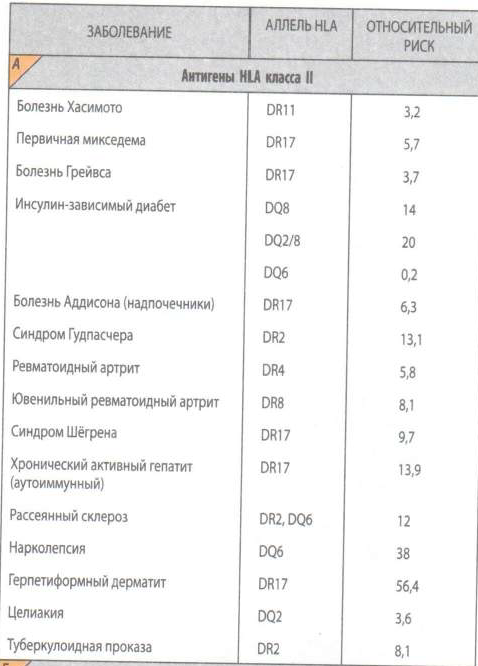 ЗАБОЛЕВАНИЕ АЛЛЕЛЬ HLA ОТНОСИТЕЛЬНЫЙ
РИСК
А
Антигены HLA класса II
Болезнь Хасимото DR11 3,2
Первичная микседема DR17 5,7
Болезнь Грейвса DR17 3,7
Инсулин-зависимый диабет DQ8 14
DQ2/8 20
DQ6 0,2
Болезнь Аддисона (надпочечники) DR17 6,3
Синдром Гудпасчера DR2 13,1
Ревматоидный артрит DR4 5,8
Ювенильный ревматоидный артрит DR8 8,1
Синдром Шёгрена DR17 9,7
Хронический активный гепатит DR17 13,9
(аутоиммунный)
Рассеянный склероз DR2, DQ6 12
Нарколепсия DQ6 38
Герпетиформный дерматит DR17 56,4
Целиакия DQ2 3,6
Туберкулоидная проказа DR2 8,1